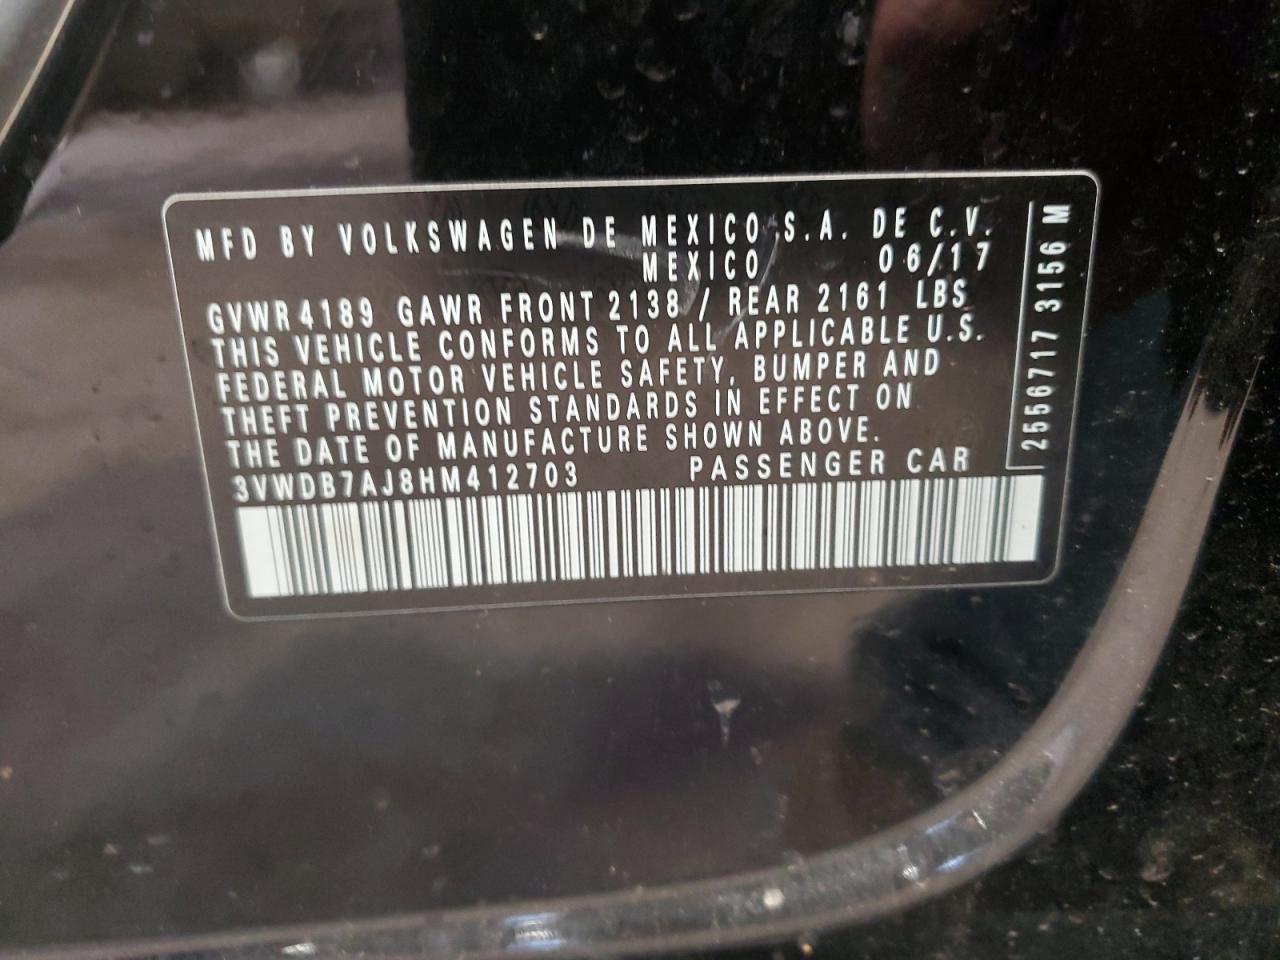 MFD BY VOLKSWAGEN DE MEXICO S.A. DE C.V.
MEXICO 06/17
GVWR 4189 GAWR FRONT 2138 / REAR 2161 LBS
THIS VEHICLE CONFORMS TO ALL APPLICABLE U.S.
FEDERAL MOTOR VEHICLE SAFETY, BUMPER AND
THEFT PREVENTION STANDARDS IN EFFECT ON
THE DATE OF MANUFACTURE SHOWN ABOVE.
3VWDB7AJ8HM412703 PASSENGER CAR
2556717 3156 M